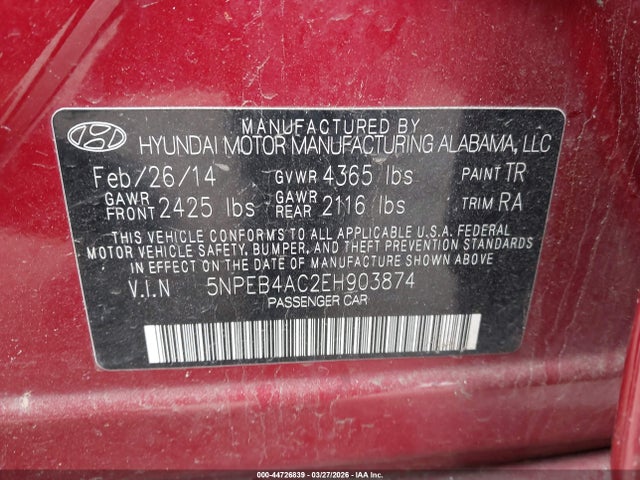 MANUFACTURED BY
HYUNDAI MOTOR MANUFACTURING ALABAMA, LLC
Feb/26/14 GVWR 4365 lbs PAINT TR
GAWR FRONT 2425 lbs GAWR REAR 2116 lbs TRIM RA
THIS VEHICLE CONFORMS TO ALL APPLICABLE U.S.A. FEDERAL
MOTOR VEHICLE SAFETY, BUMPER, AND THEFT PREVENTION STANDARDS
IN EFFECT ON THE DATE OF MANUFACTURE SHOWN ABOVE.
V.I.N 5NPEB4AC2EH903874
PASSENGER CAR
000-44726839 | 03/27/2026 | IAA Inc.